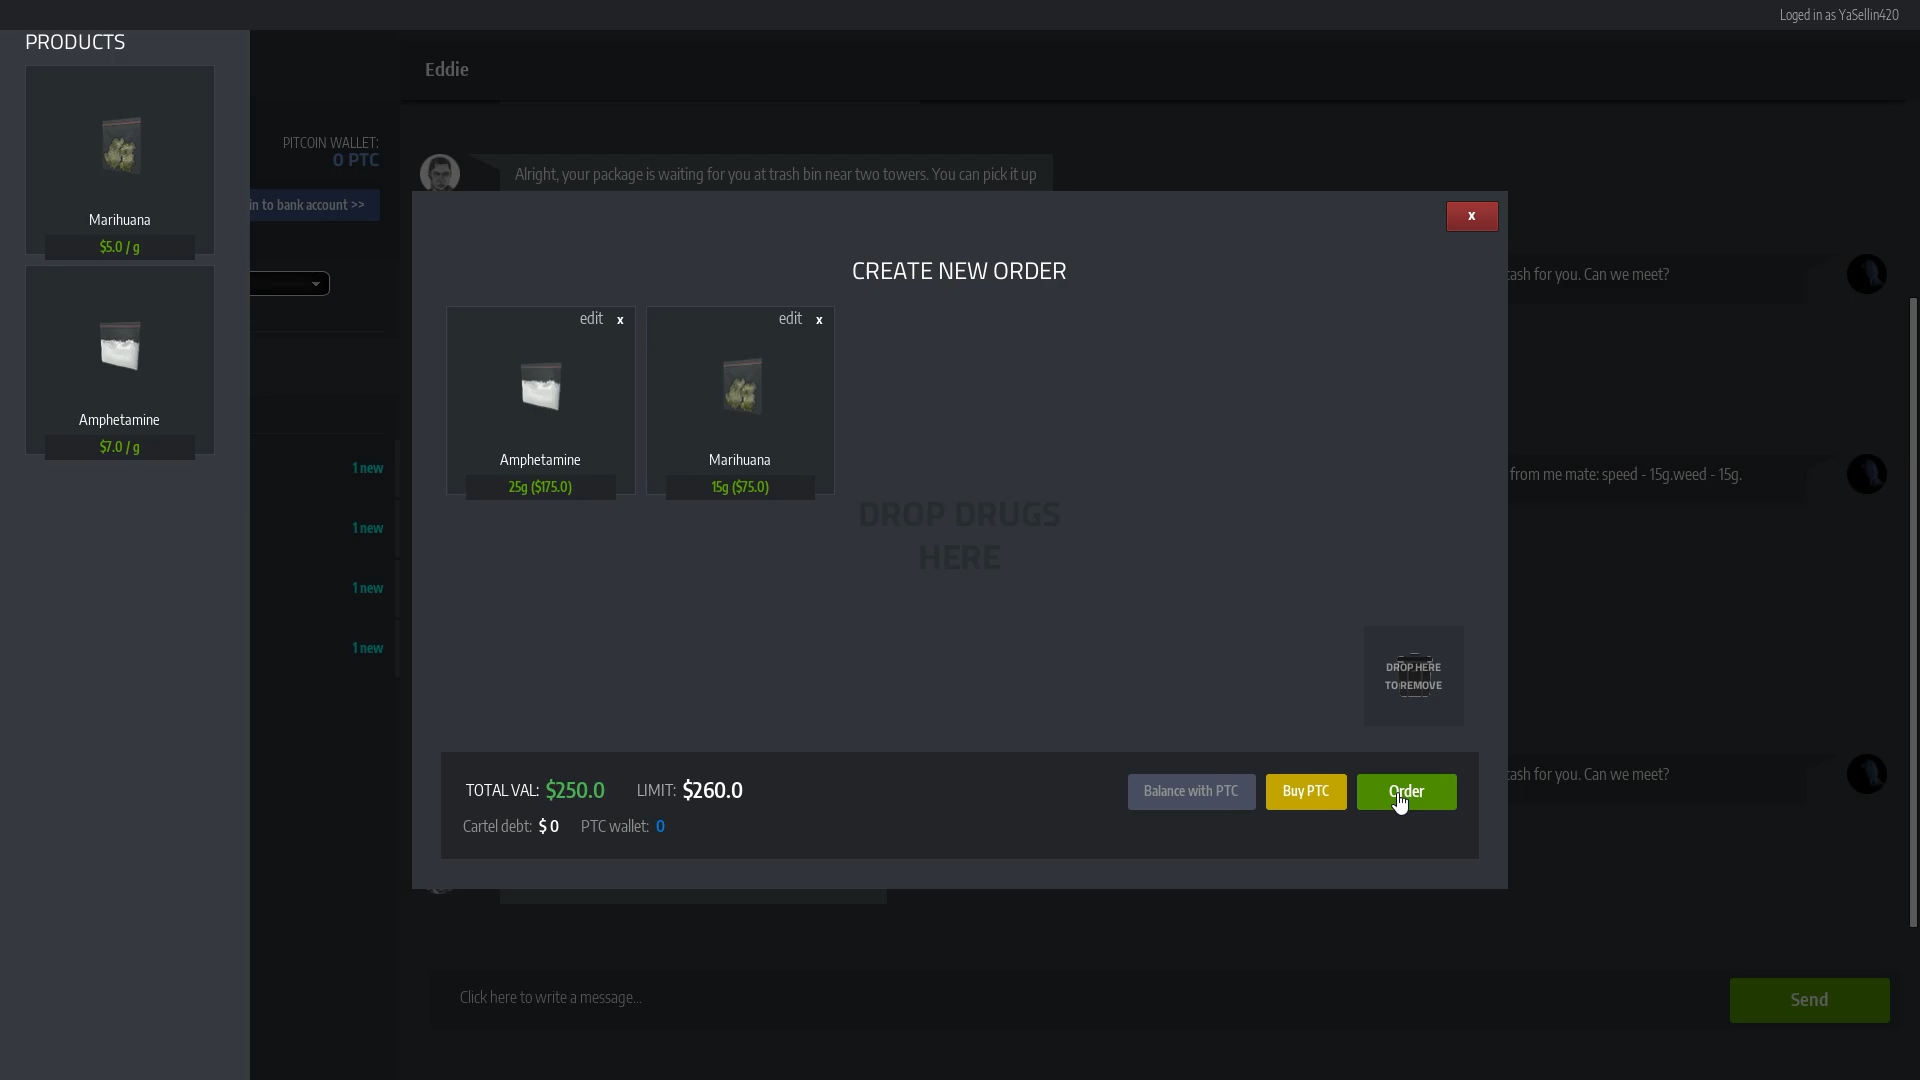 Loged in as YaSellin420
PRODUCTS
Marihuana
$5.0 / g
Amphetamine
$7.0 / g
Eddie
PITCOIN WALLET:
0 PTC
in to bank account >>
1 new
1 new
1 new
1 new
Alright, your package is waiting for you at trash bin near two towers. You can pick it up
cash for you. Can we meet?
from me mate: speed - 15g.weed - 15g.
cash for you. Can we meet?
x
CREATE NEW ORDER
edit x
Amphetamine
25g ($175.0)
edit x
Marihuana
15g ($75.0)
DROP DRUGS
HERE
DROP HERE
TO REMOVE
TOTAL VAL: $250.0 LIMIT: $260.0
Cartel debt: $ 0 PTC wallet: 0
Balance with PTC
Buy PTC
Order
Click here to write a message...
Send